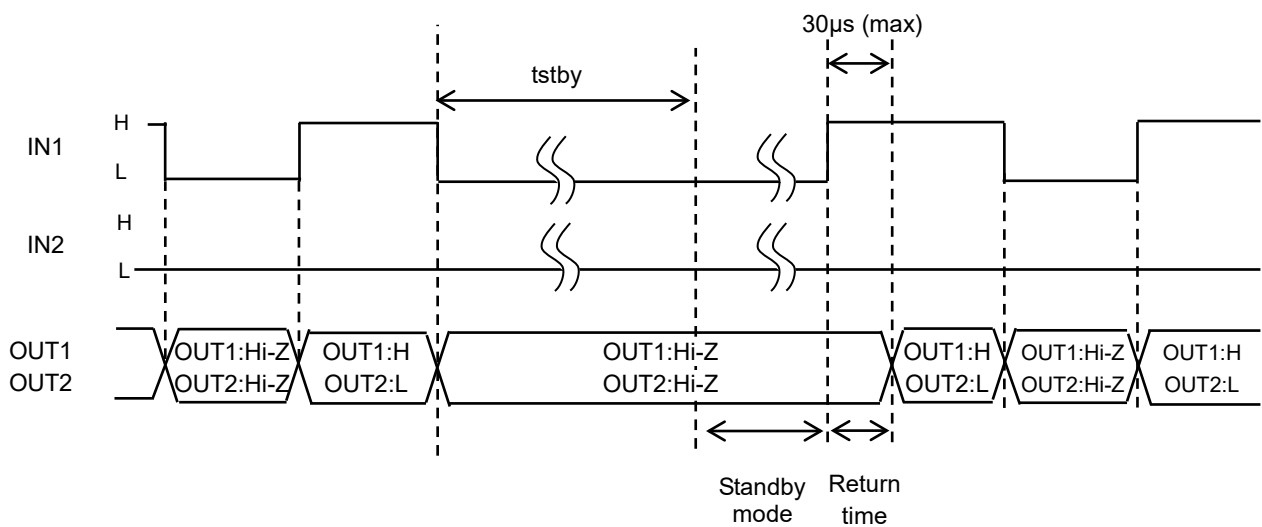 30µs (max)
tstby
H
IN1
L
H
IN2
L
OUT1
OUT2
OUT1:Hi-Z
OUT2:Hi-Z
OUT1:H
OUT2:L
OUT1:Hi-Z
OUT2:Hi-Z
OUT1:H
OUT2:L
OUT1:Hi-Z
OUT2:Hi-Z
OUT1:H
OUT2:L
Standby
mode
Return
time